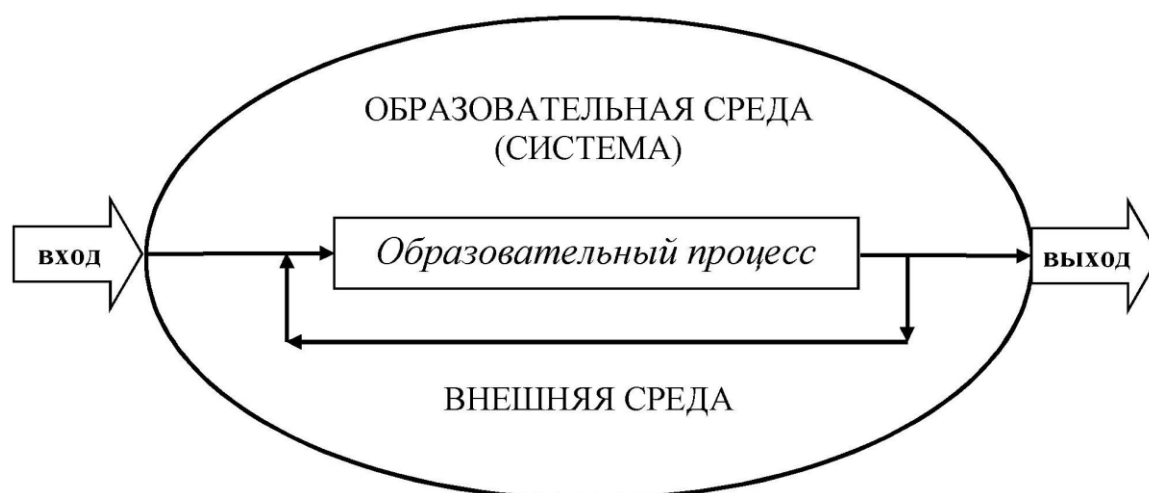 ОБРАЗОВАТЕЛЬНАЯ СРЕДА
(СИСТЕМА)
вход
Образовательный процесс
выход
ВНЕШНЯЯ СРЕДА